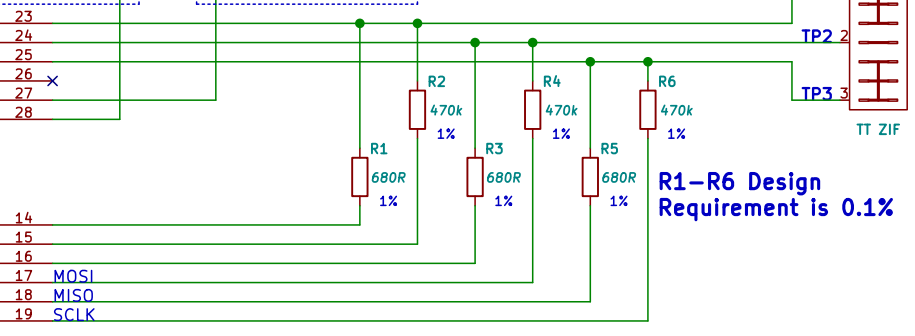 23
24
25
26
27
28
TP2 2
TP3 3
TT ZIF
R2
470k
1%
R4
470k
1%
R6
470k
1%
R1
680R
1%
R3
680R
1%
R5
680R
1%
R1-R6 Design
Requirement is 0.1%
14
15
16
17 MOSI
18 MISO
19 SCLK